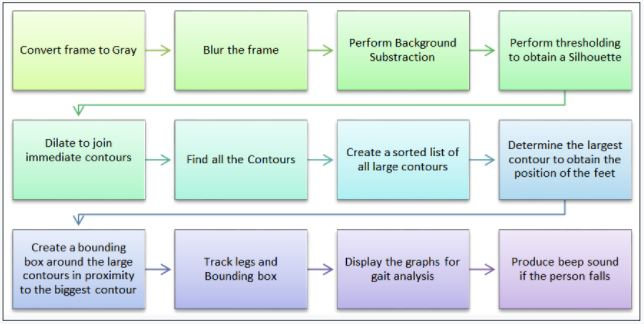 Convert frame to Gray
Blur the frame
Perform Background
Substraction
Perform thresholding
to obtain a Silhouette
Dilate to join
immediate contours
Find all the Contours
Create a sorted list of
all large contours
Determine the largest
contour to obtain the
position of the feet
Create a bounding
box around the large
contours in proximity
to the biggest contour
Track legs and
Bounding box
Display the graphs for
gait analysis
Produce beep sound
if the person falls